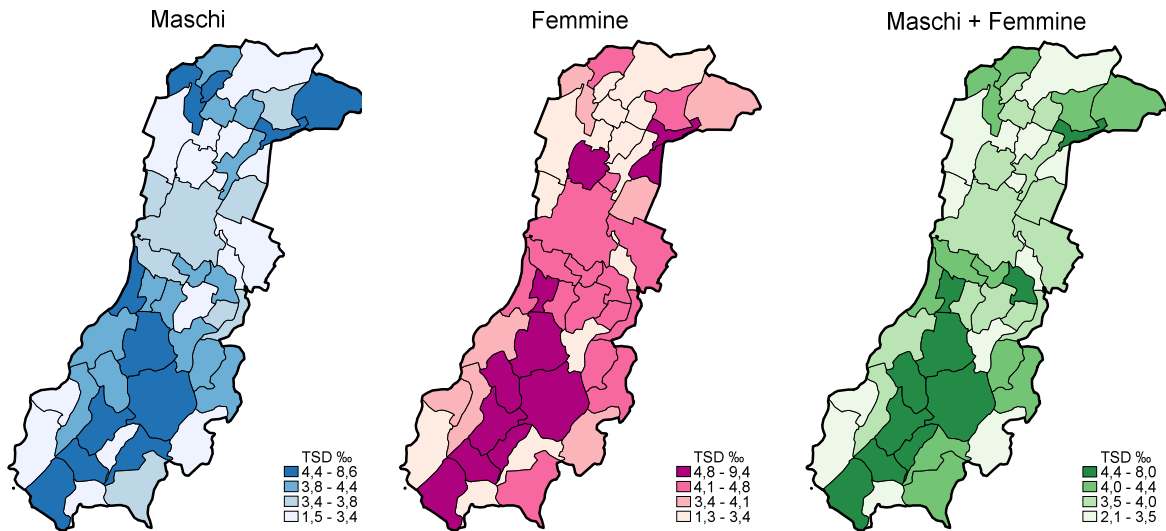 Maschi
Femmine
Maschi + Femmine
TSD ‰
4,4 - 8,6
3,8 - 4,4
3,4 - 3,8
1,5 - 3,4
TSD ‰
4,8 - 9,4
4,1 - 4,8
3,4 - 4,1
1,3 - 3,4
TSD ‰
4,4 - 8,0
4,0 - 4,4
3,5 - 4,0
2,1 - 3,5